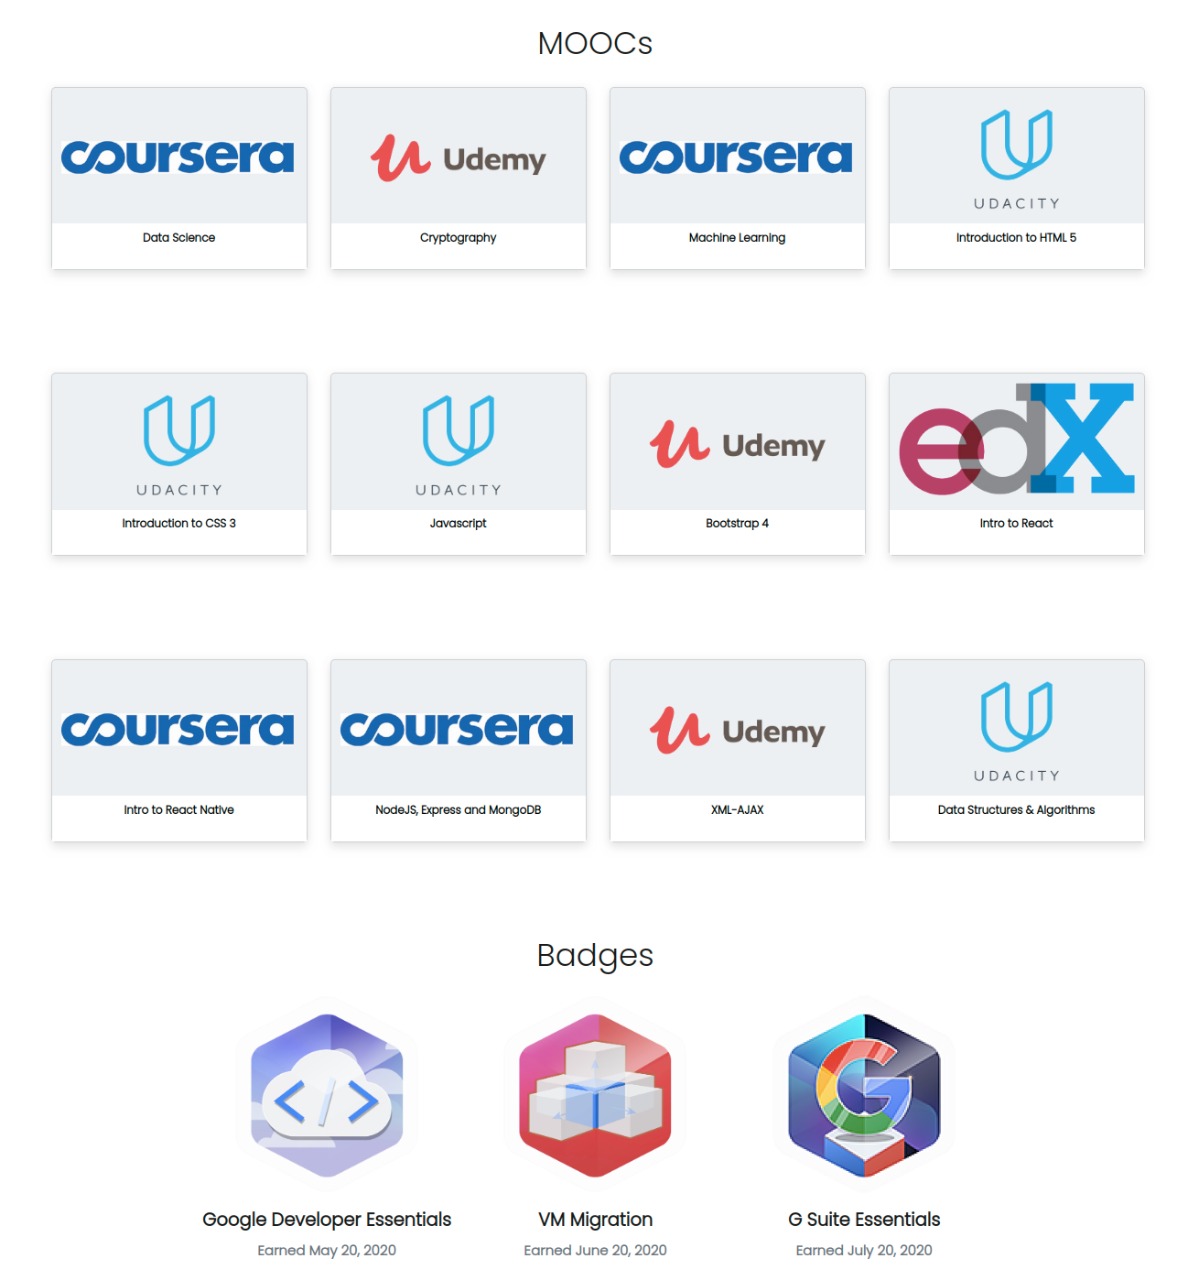 MOOCs
coursera
Udemy
coursera
UDACITY
Data Science
Cryptography
Machine Learning
Introduction to HTML 5
UDACITY
UDACITY
Udemy
edX
Introduction to CSS 3
Javascript
Bootstrap 4
Intro to React
coursera
coursera
Udemy
UDACITY
Intro to React Native
NodeJS, Express and MongoDB
XML-AJAX
Data Structures & Algorithms
Badges
Google Developer Essentials
VM Migration
G Suite Essentials
Earned May 20, 2020
Earned June 20, 2020
Earned July 20, 2020